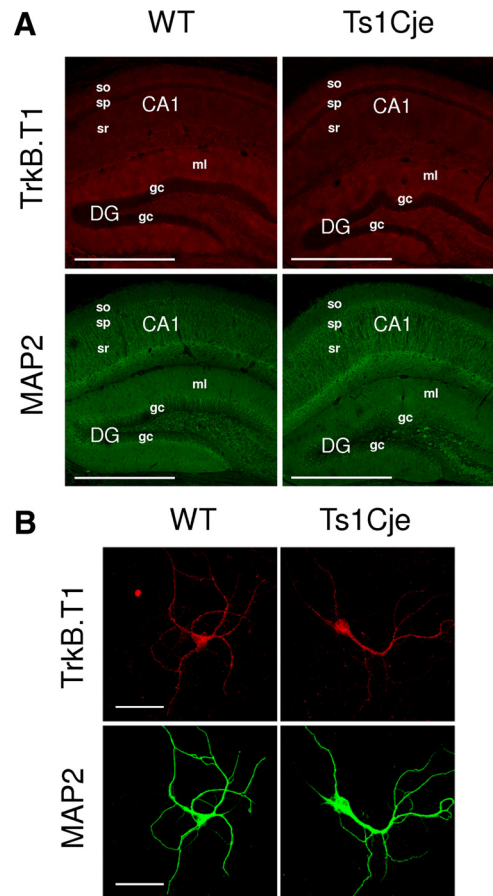 A WT Ts1Cje
TrkB.T1
so
sp CA1
sr
ml
gc
DG gc
so
sp CA1
sr
ml
gc
DG gc
MAP2
so
sp CA1
sr
ml
gc
DG gc
so
sp CA1
sr
ml
gc
DG gc
B WT Ts1Cje
TrkB.T1
MAP2